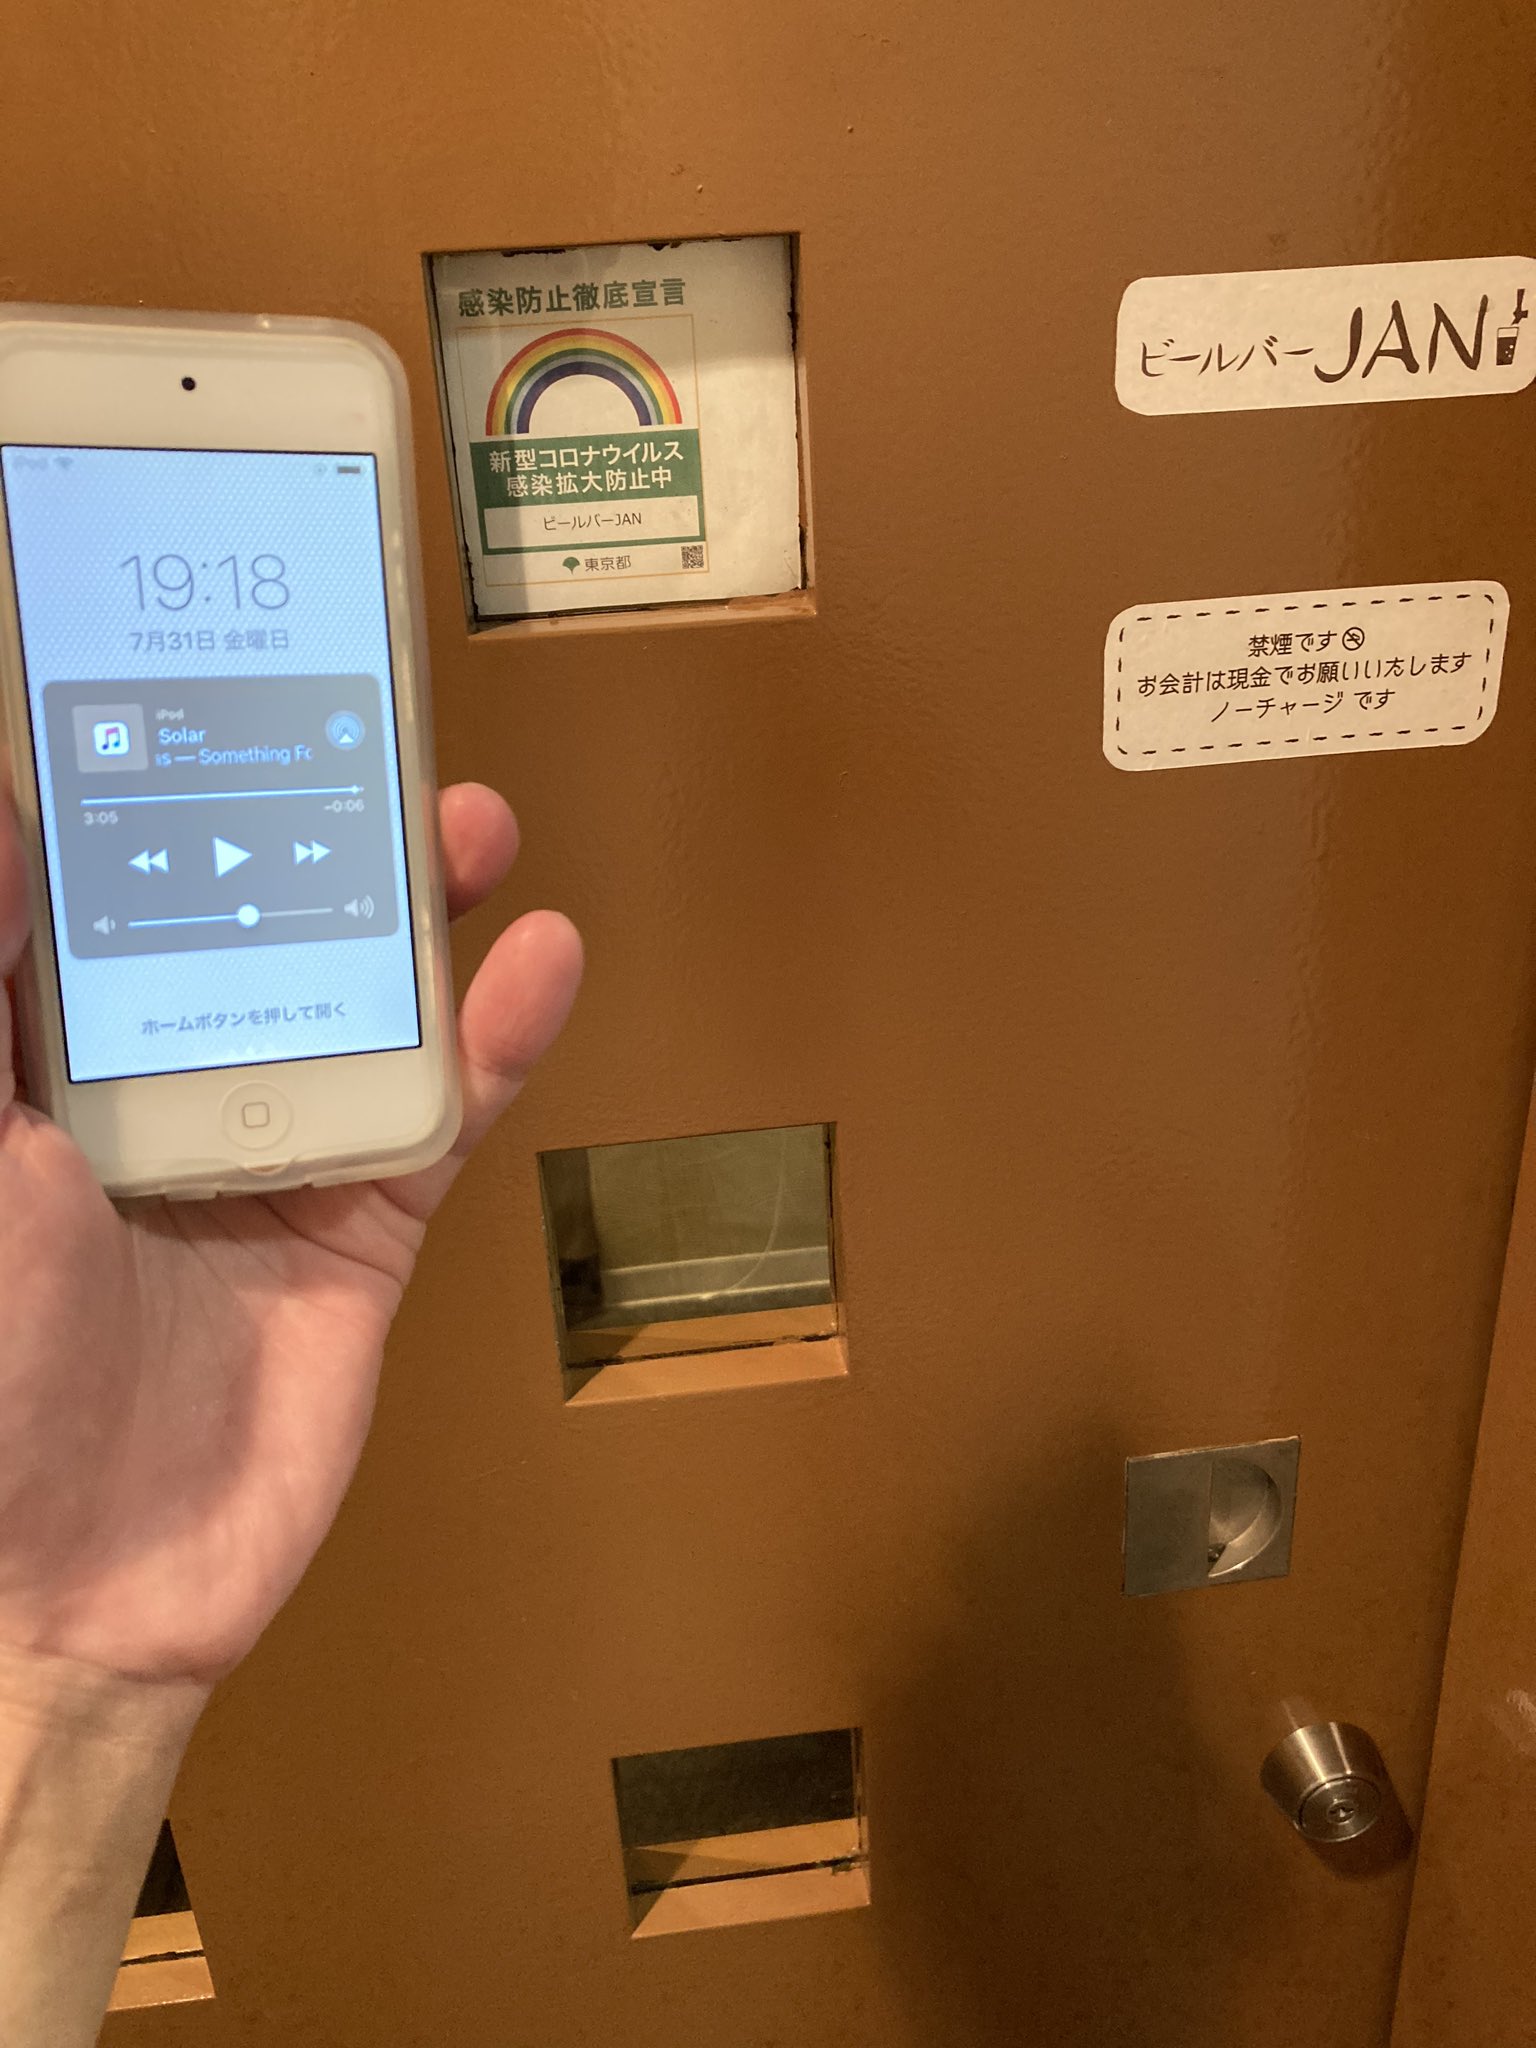 19:18
7月31日 金曜日
iPod
Solar
is — Something Fo
3:05
-0:06
ホームボタンを押して開く
感染防止徹底宣言
新型コロナウイルス
感染拡大防止中
ビールバーJAN
東京都
ビールバーJAN
禁煙です
お会計は現金でお願いいたします
ノーチャージ です